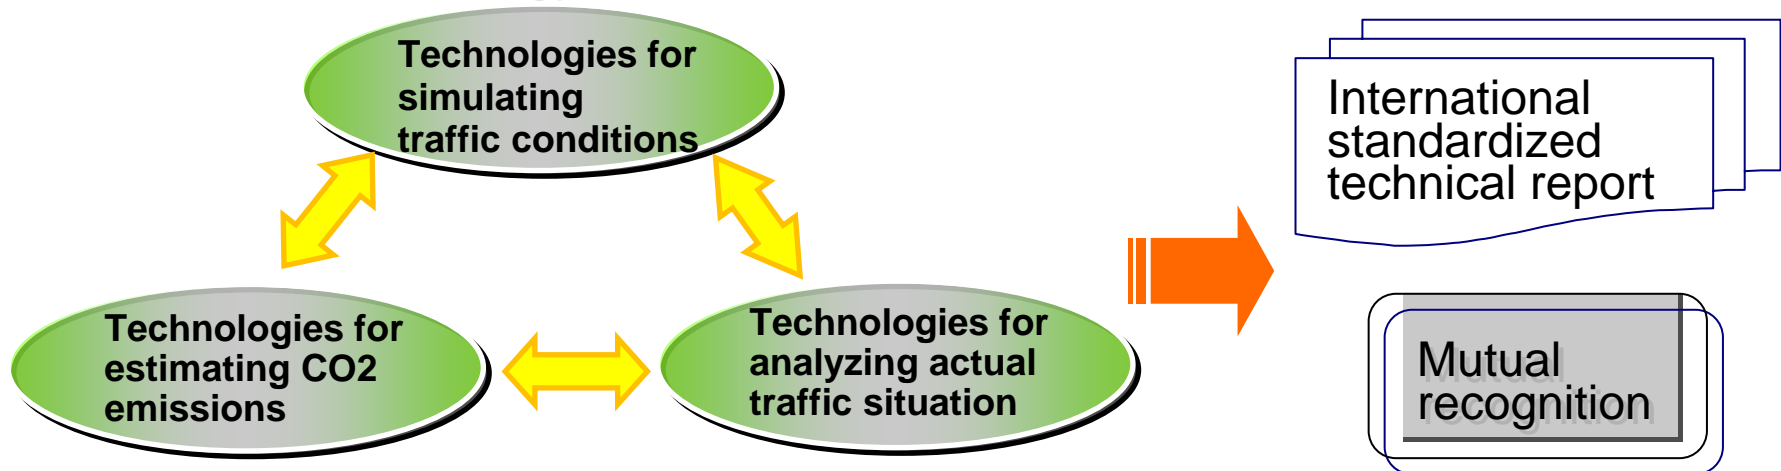 Technologies for
simulating
traffic conditions
International
standardized
technical report
Technologies for
estimating CO2
emissions
Technologies for
analyzing actual
traffic situation
Mutual
recognition